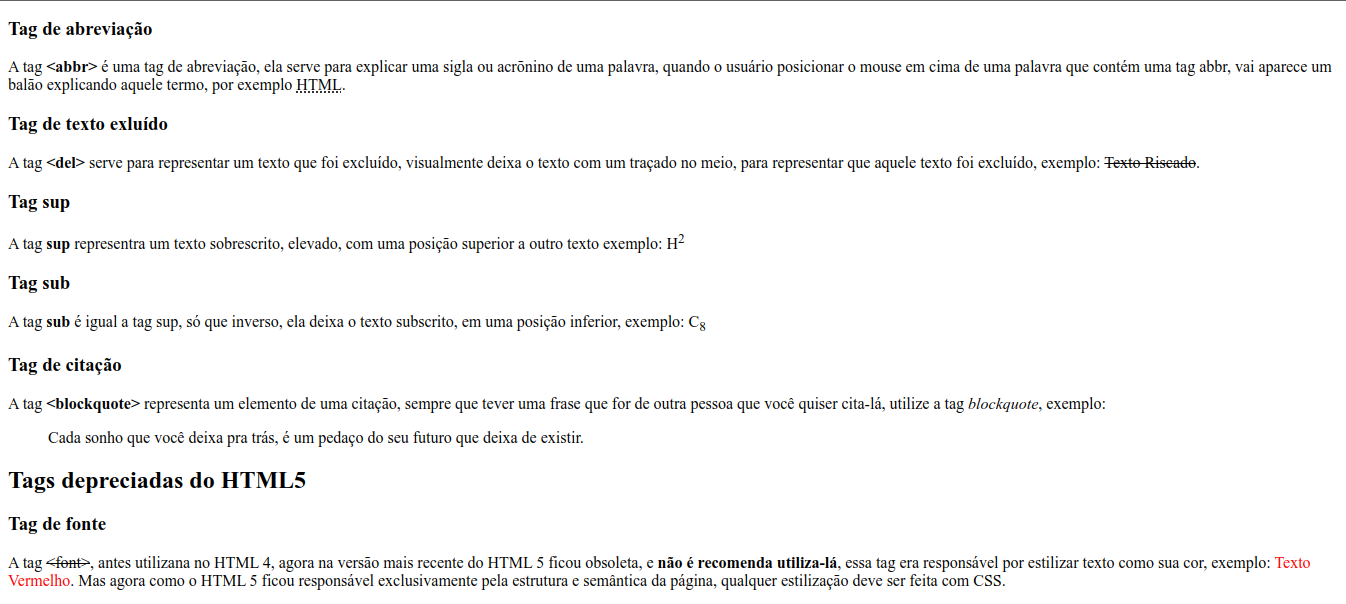 Tag de abreviação
A tag <abbr> é uma tag de abreviação, ela serve para explicar uma sigla ou acrônino de uma palavra, quando o usuário posicionar o mouse em cima de uma palavra que contém uma tag abbr, vai aparece um
balão explicando aquele termo, por exemplo HTML.
Tag de texto exluído
A tag <del> serve para representar um texto que foi excluído, visualmente deixa o texto com um traçado no meio, para representar que aquele texto foi excluído, exemplo: Texto Riscado.
Tag sup
A tag sup representra um texto sobrescrito, elevado, com uma posição superior a outro texto exemplo: H²
Tag sub
A tag sub é igual a tag sup, só que inverso, ela deixa o texto subscrito, em uma posição inferior, exemplo: C₈
Tag de citação
A tag <blockquote> representa um elemento de uma citação, sempre que tever uma frase que for de outra pessoa que você quiser cita-lá, utilize a tag blockquote, exemplo:
Cada sonho que você deixa pra trás, é um pedaço do seu futuro que deixa de existir.
Tags depreciadas do HTML5
Tag de fonte
A tag <font>, antes utilizana no HTML 4, agora na versão mais recente do HTML 5 ficou obsoleta, e não é recomenda utiliza-lá, essa tag era responsável por estilizar texto como sua cor, exemplo: Texto
Vermelho. Mas agora como o HTML 5 ficou responsável exclusivamente pela estrutura e semântica da página, qualquer estilização deve ser feita com CSS.